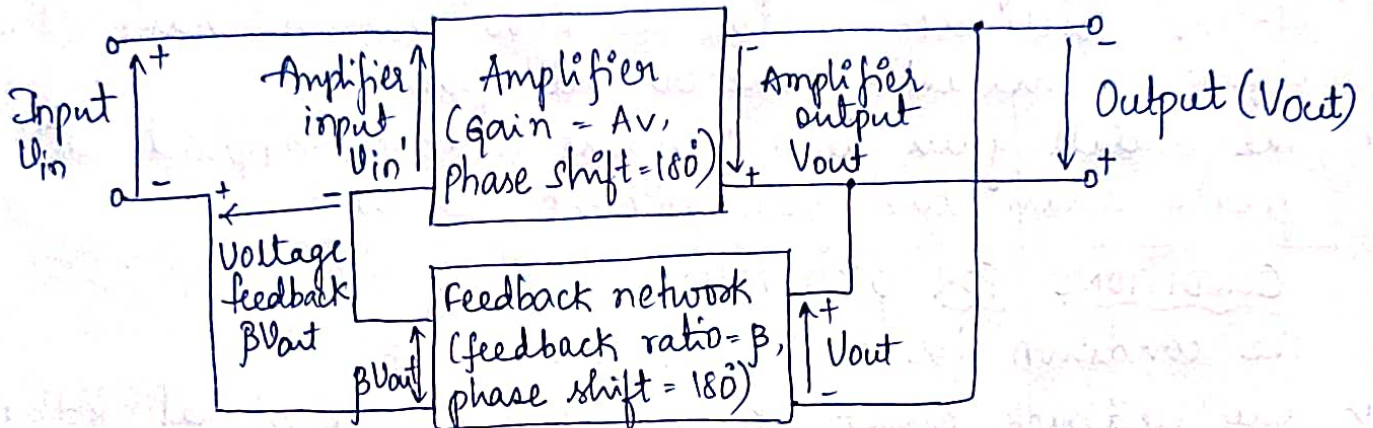 Input
Vin
+
-
Amplifier
input,
Vin'
Amplifier
(Gain = Av,
phase shift=180°)
-
+
Amplifier
output
Vout
-
+
Output (Vout)
+
-
Voltage
feedback
βVout
βVout
Feedback network
(feedback ratio=β,
phase shift = 180°)
+
-
Vout